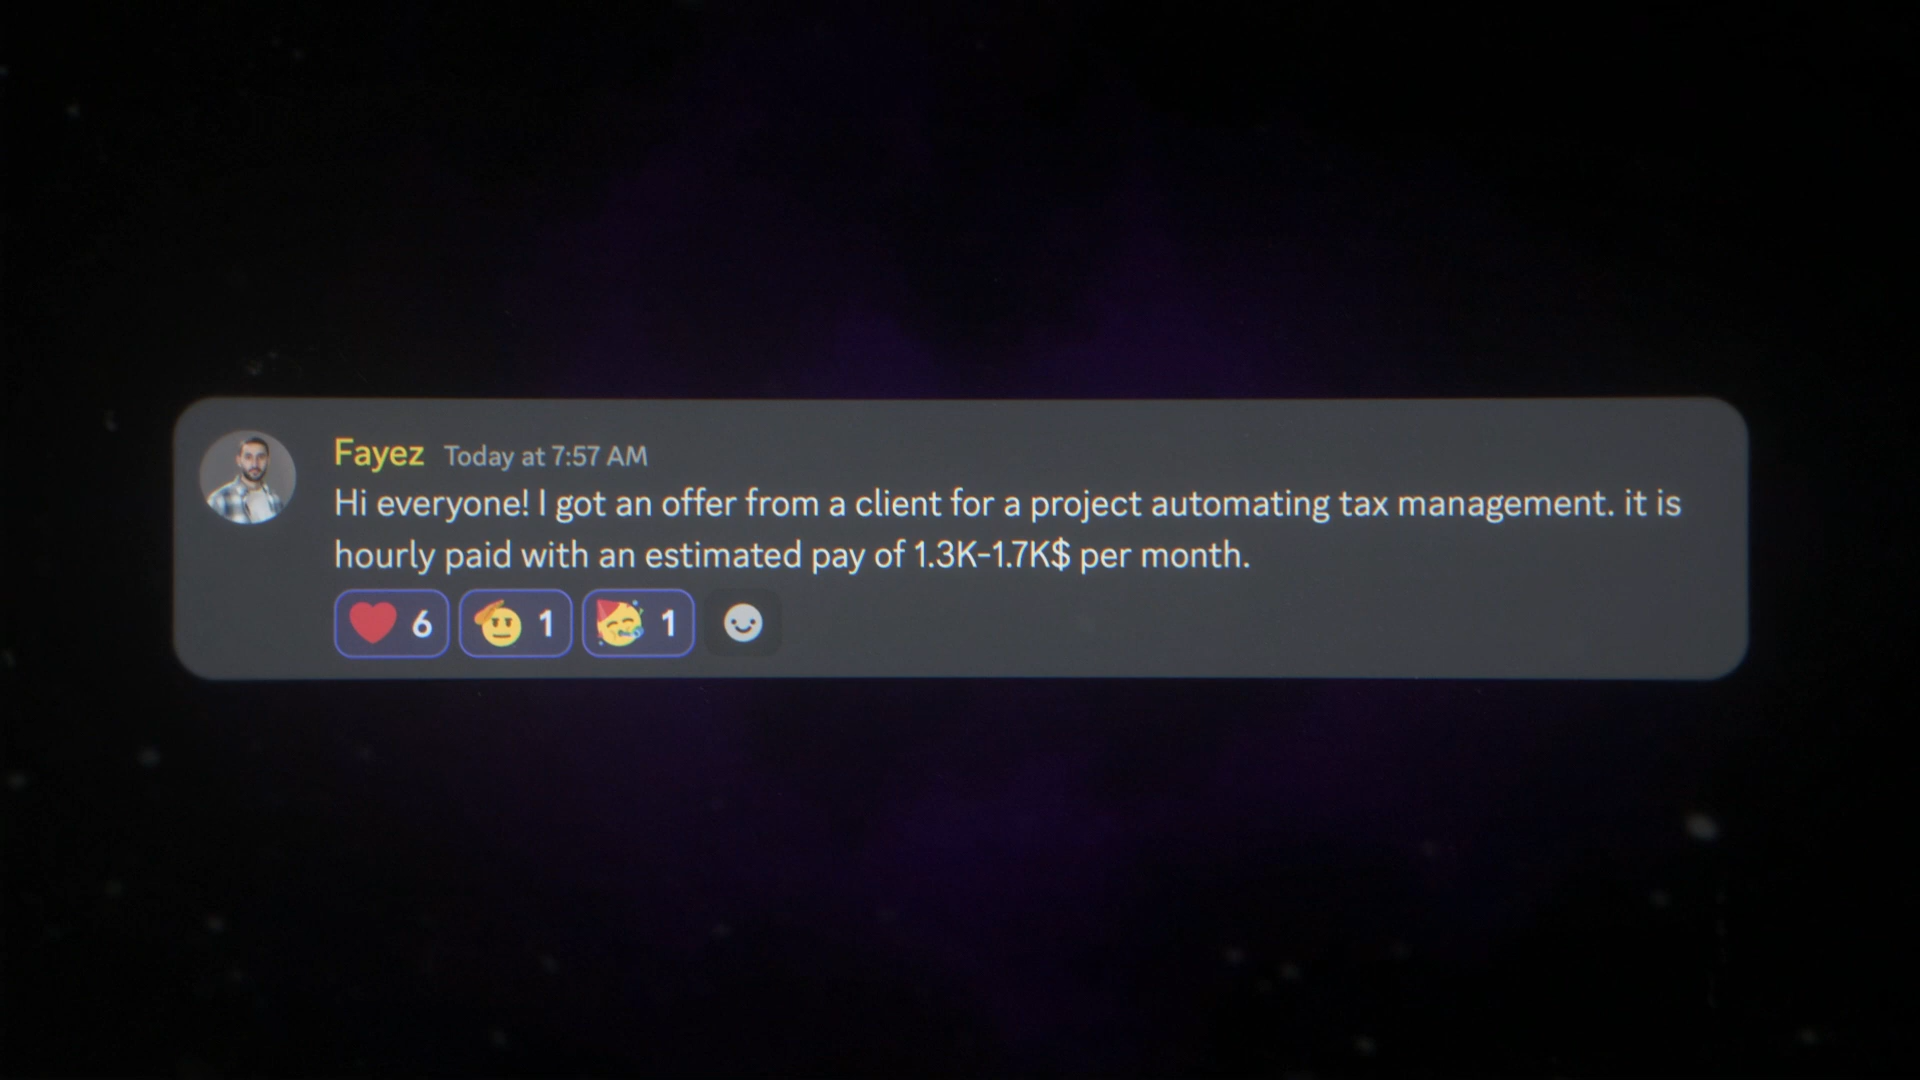 Fayez Today at 7:57 AM
Hi everyone! I got an offer from a client for a project automating tax management. it is
hourly paid with an estimated pay of 1.3K-1.7K$ per month.
6 1 1